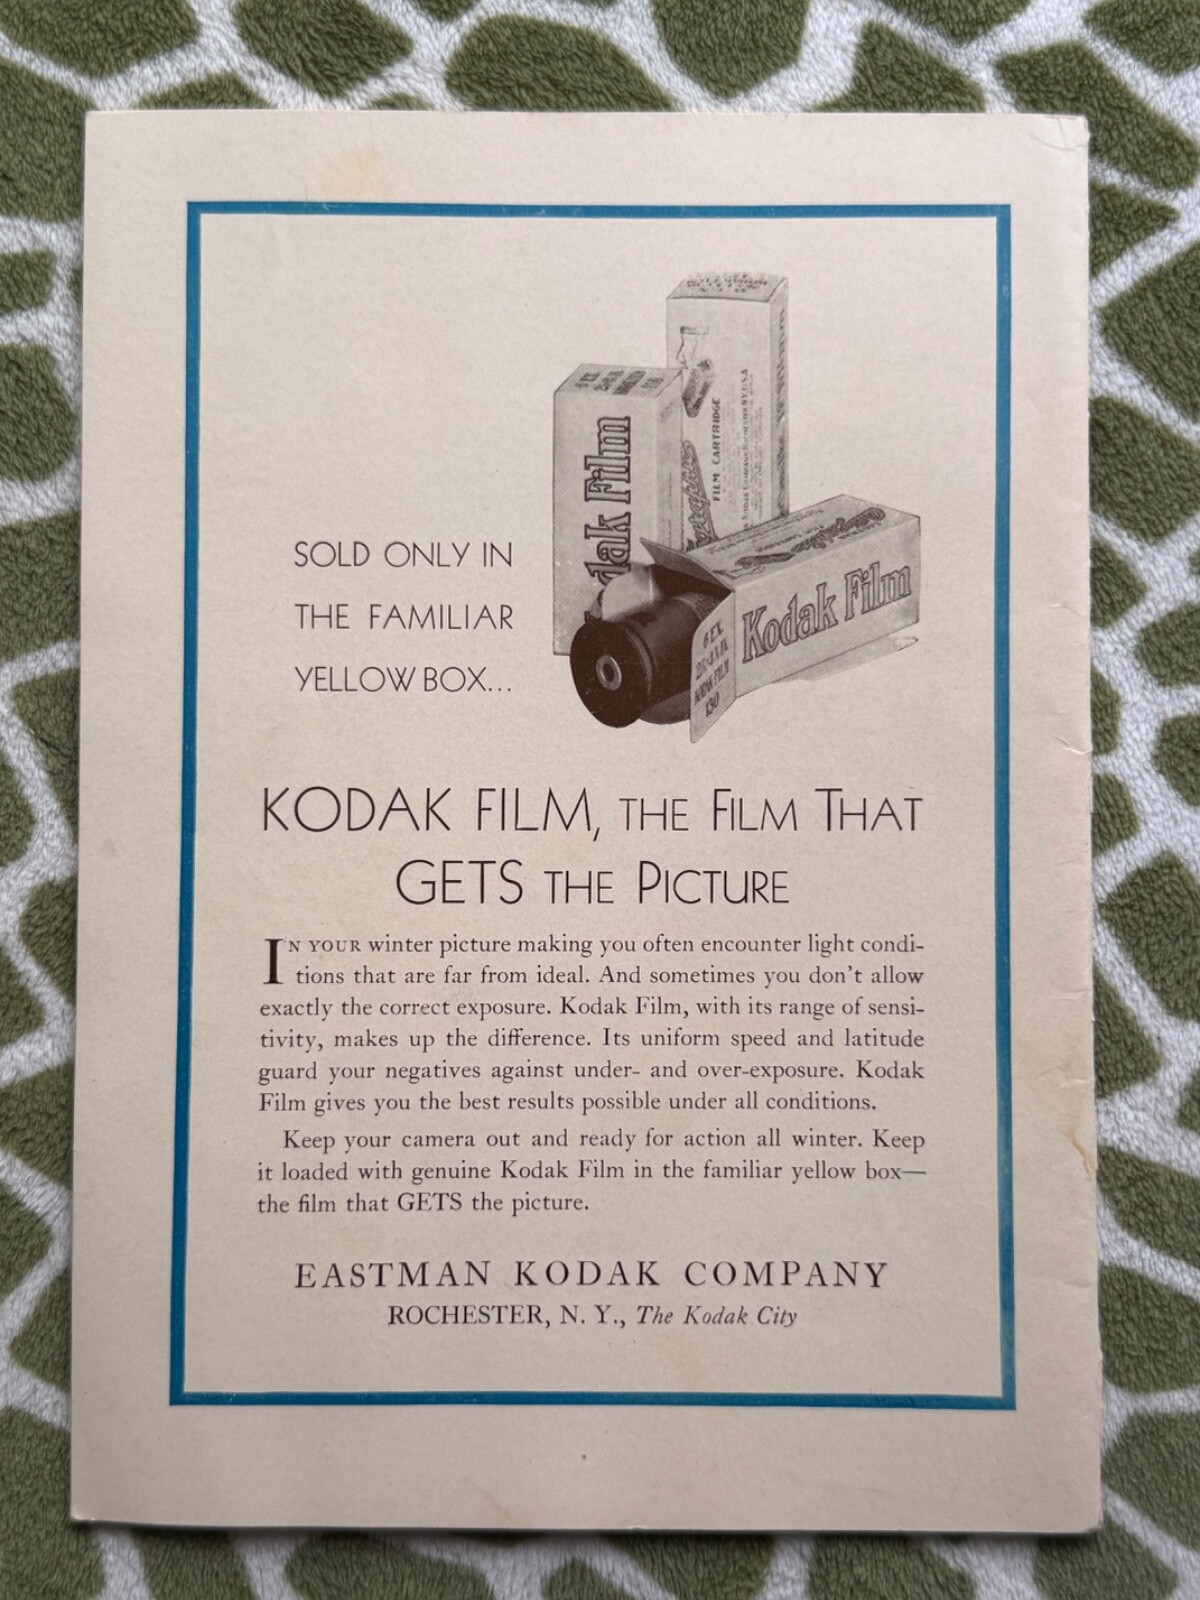 Kodak Film
FILM CARTRIDGE
Kodak Film
6 EX.
KODAK FILM
130
SOLD ONLY IN
THE FAMILIAR
YELLOW BOX...
KODAK FILM, THE FILM THAT
GETS THE PICTURE
IN YOUR winter picture making you often encounter light condi-
tions that are far from ideal. And sometimes you don't allow
exactly the correct exposure. Kodak Film, with its range of sensi-
tivity, makes up the difference. Its uniform speed and latitude
guard your negatives against under- and over-exposure. Kodak
Film gives you the best results possible under all conditions.
Keep your camera out and ready for action all winter. Keep
it loaded with genuine Kodak Film in the familiar yellow box—
the film that GETS the picture.
EASTMAN KODAK COMPANY
ROCHESTER, N. Y., The Kodak City